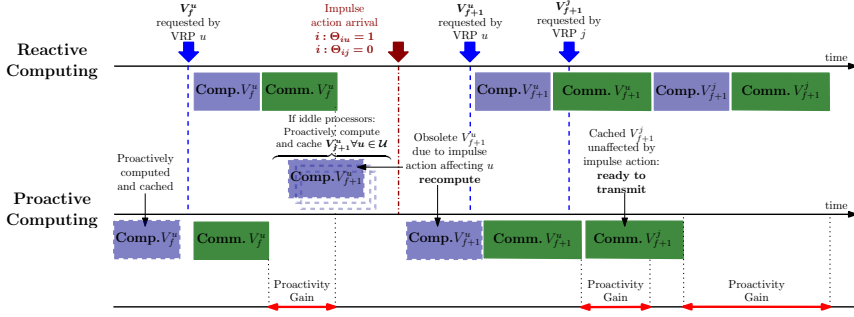 V_f^u
requested by
VRP u
Impulse
action arrival
i : Θ_iu = 1
i : Θ_ij = 0
V_{f+1}^u
requested by
VRP u
V_{f+1}^j
requested by
VRP j
Reactive
Computing
time
Comp. V_f^u
Comm. V_f^u
Comp. V_{f+1}^u
Comm. V_{f+1}^u
Comp. V_{f+1}^j
Comm. V_{f+1}^j
If iddle processors:
Proactively compute
and cache V_{f+1}^u ∀u ∈ U
Proactively
computed
and cached
Comp. V_{f+1}^u
Obsolete V_{f+1}^u
due to impulse
action affecting u
recompute
Cached V_{f+1}^j
unaffected by
impulse action:
ready to
transmit
Proactive
Computing
time
Comp. V_f^u
Comm. V_f^u
Comp. V_{f+1}^u
Comm. V_{f+1}^u
Comm. V_{f+1}^j
Proactivity
Gain
Proactivity
Gain
Proactivity
Gain